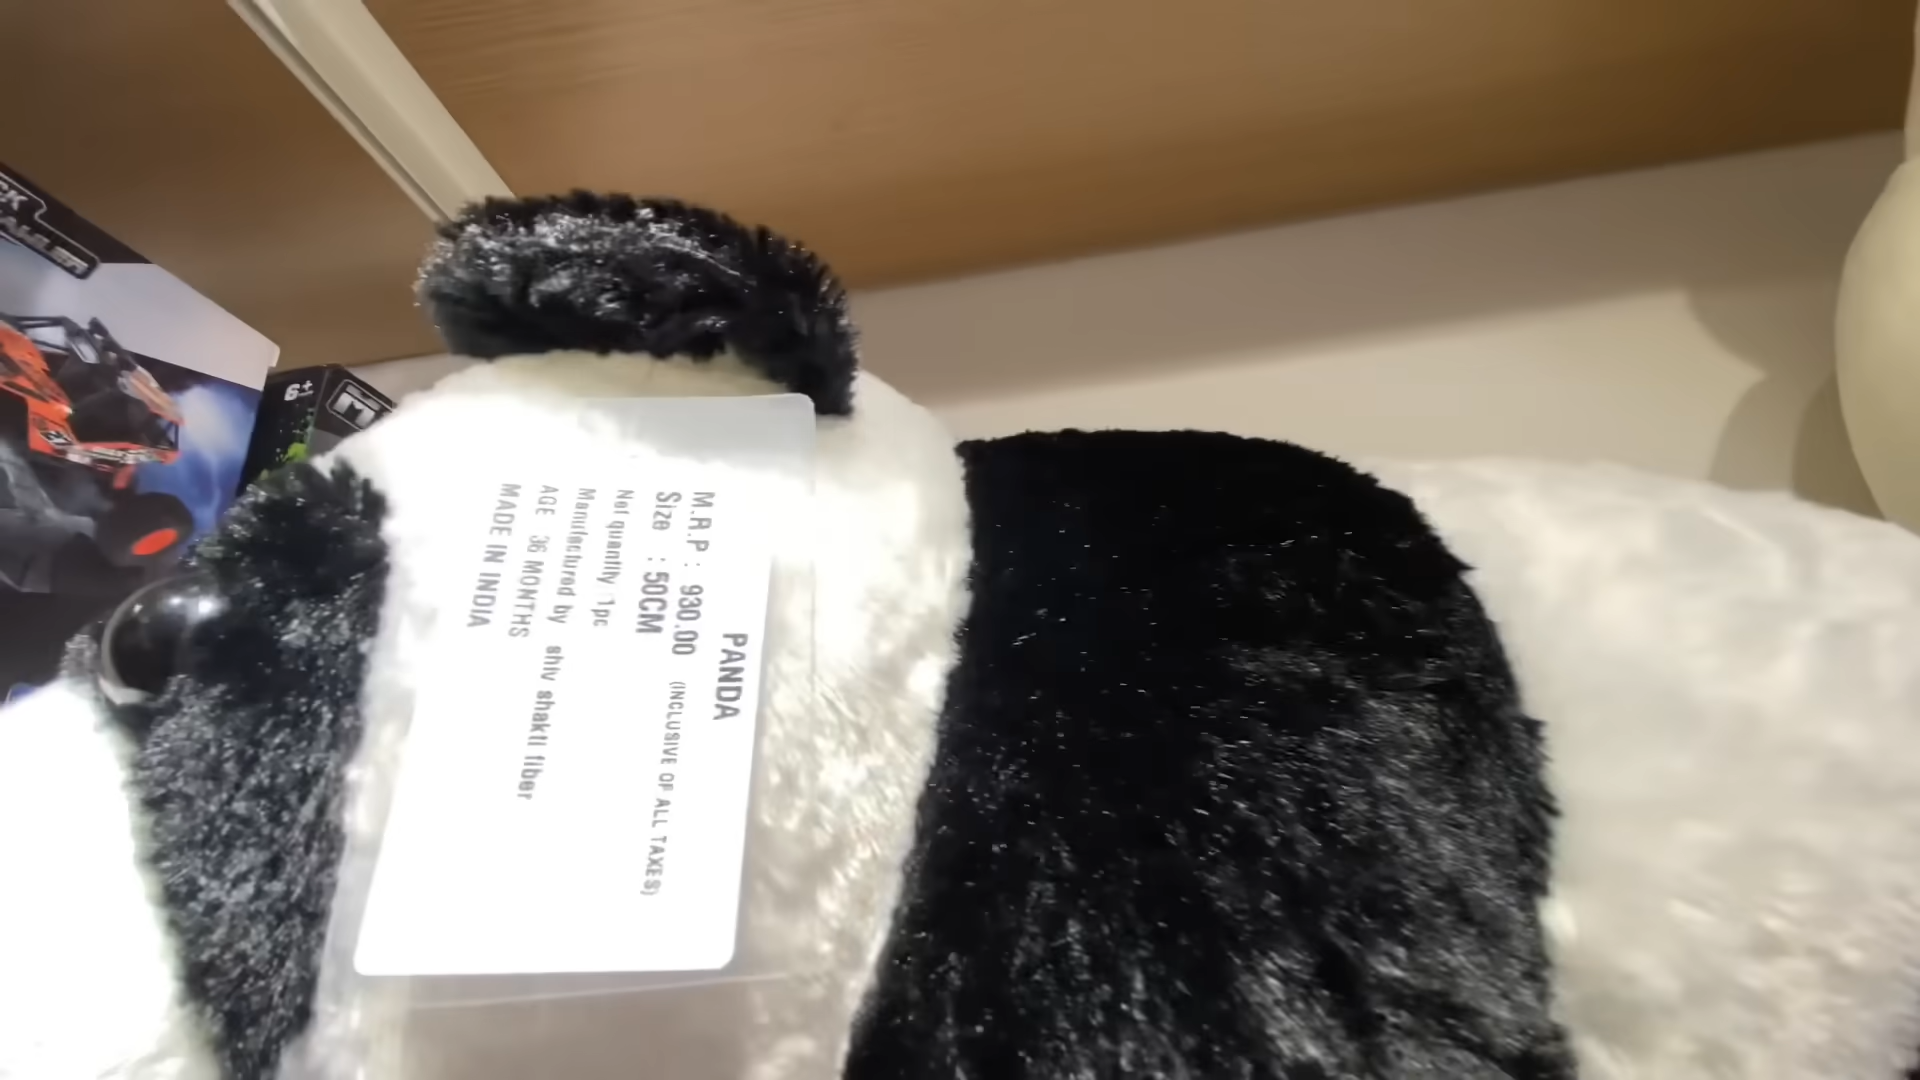 PANDA
M.R.P : 930.00 (INCLUSIVE OF ALL TAXES)
Size : 50CM
Net quantity 1pc
Manufactured by shiv shakti fiber
AGE 36 MONTHS
MADE IN INDIA
6+